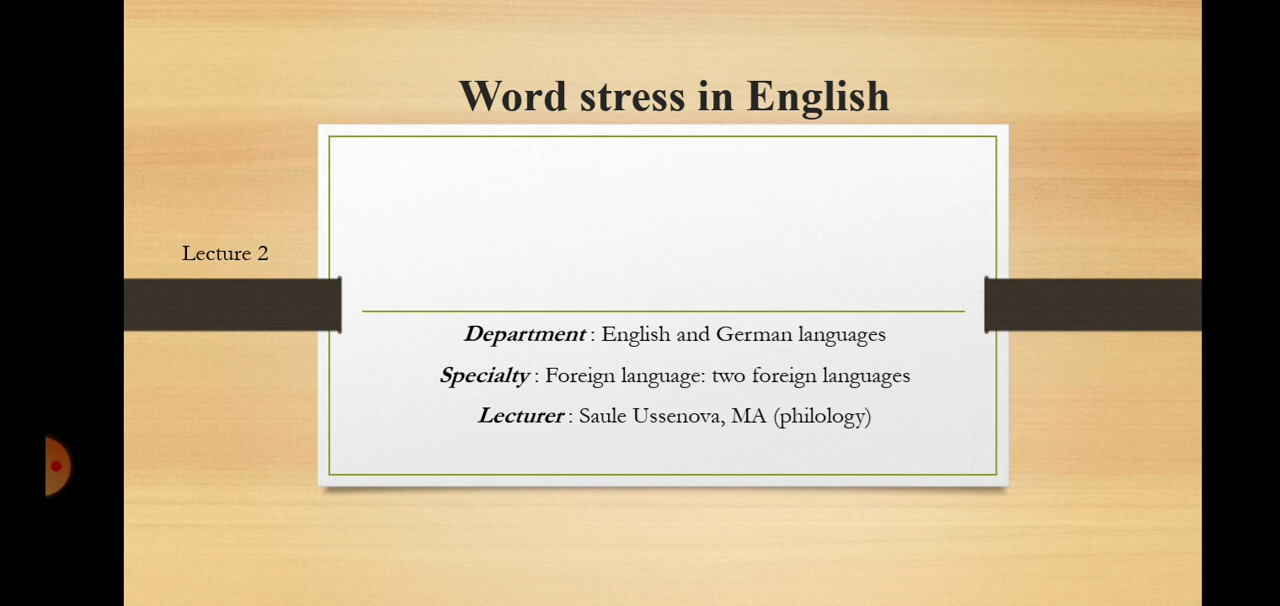 Word stress in English
Lecture 2
Department : English and German languages
Specialty : Foreign language: two foreign languages
Lecturer : Saule Ussenova, MA (philology)